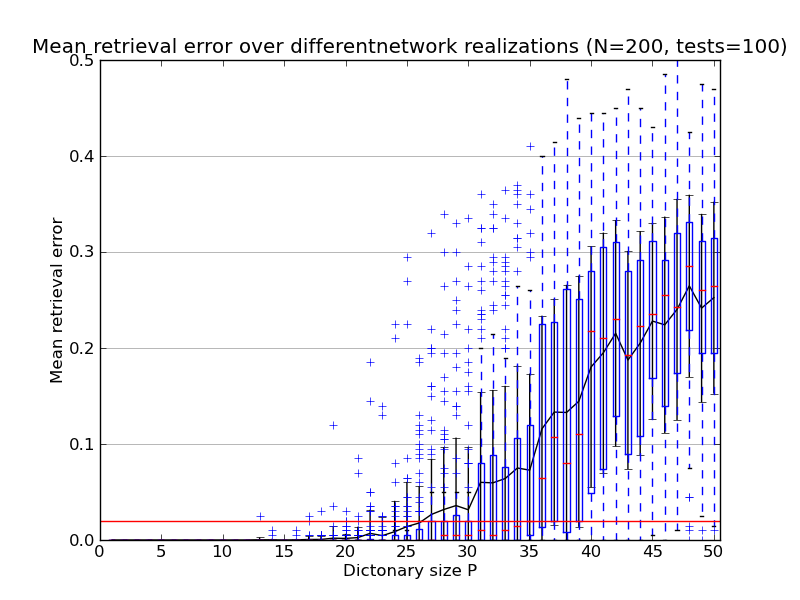 Mean retrieval error over differentnetwork realizations (N=200, tests=100)
0.5
0.4
0.3
0.2
0.1
0.0
Mean retrieval error
0 5 10 15 20 25 30 35 40 45 50
Dictonary size P